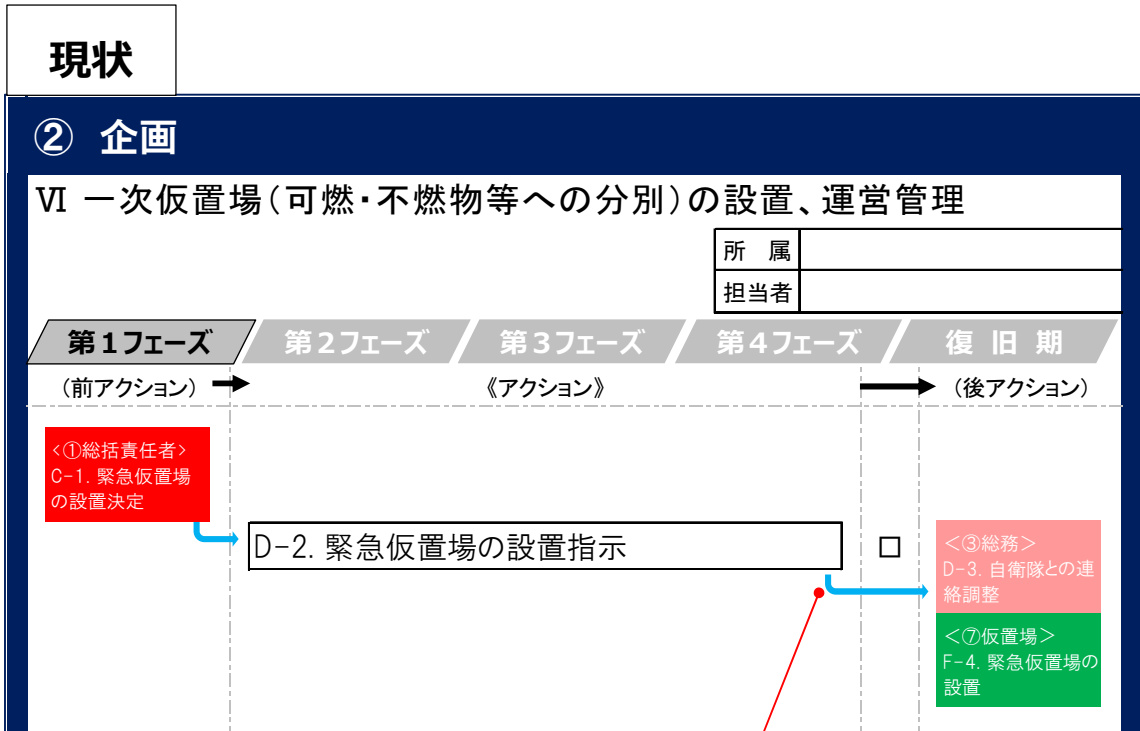 現状
② 企画
Ⅵ 一次仮置場(可燃・不燃物等への分別)の設置、運営管理
所 属
担当者
第1フェーズ
第2フェーズ
第3フェーズ
第4フェーズ
復 旧 期
(前アクション)
《アクション》
(後アクション)
<①総括責任者>
C-1. 緊急仮置場
の設置決定
D-2. 緊急仮置場の設置指示
□
<③総務>
D-3. 自衛隊との連
絡調整
<⑦仮置場>
F-4. 緊急仮置場の
設置